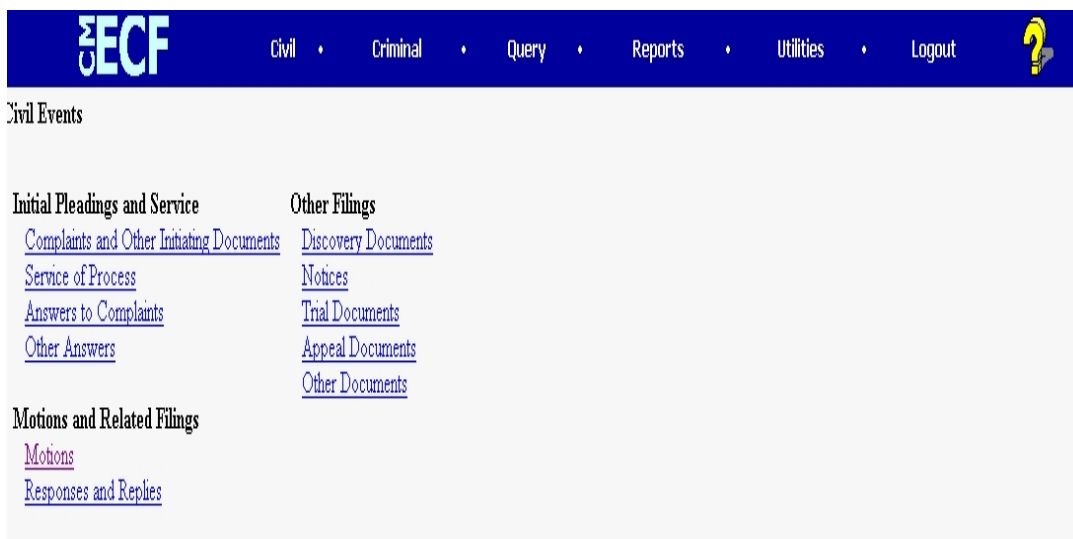 CM ECF Civil • Criminal • Query • Reports • Utilities • Logout ?
Civil Events
Initial Pleadings and Service
Complaints and Other Initiating Documents
Service of Process
Answers to Complaints
Other Answers
Motions and Related Filings
Motions
Responses and Replies
Other Filings
Discovery Documents
Notices
Trial Documents
Appeal Documents
Other Documents